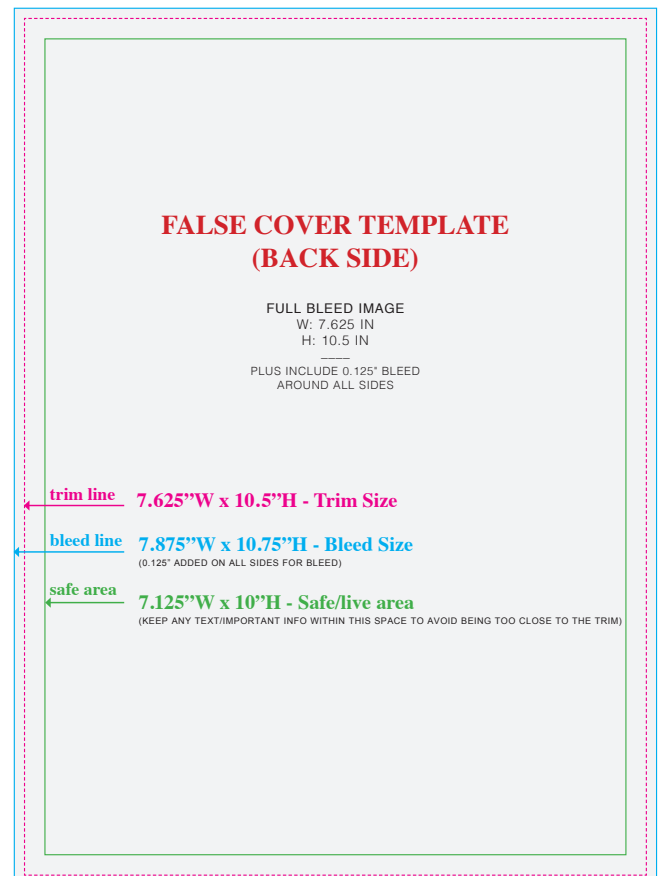 FALSE COVER TEMPLATE
(BACK SIDE)
FULL BLEED IMAGE
W: 7.625 IN
H: 10.5 IN
____
PLUS INCLUDE 0.125" BLEED
AROUND ALL SIDES
trim line
7.625”W x 10.5”H - Trim Size
bleed line
7.875”W x 10.75”H - Bleed Size
(0.125" ADDED ON ALL SIDES FOR BLEED)
safe area
7.125”W x 10”H - Safe/live area
(KEEP ANY TEXT/IMPORTANT INFO WITHIN THIS SPACE TO AVOID BEING TOO CLOSE TO THE TRIM)